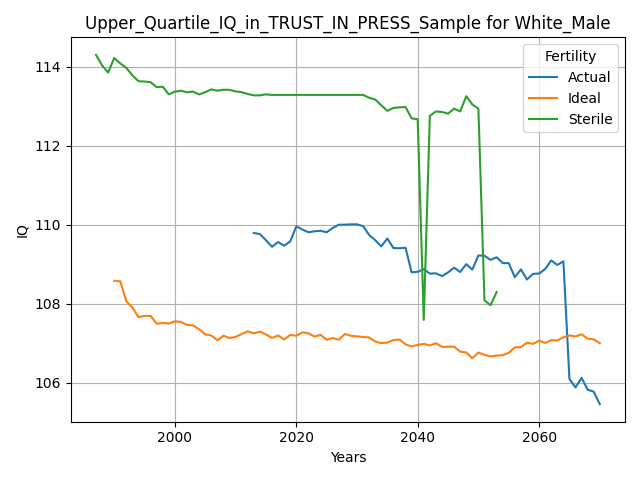 Upper_Quartile_IQ_in_TRUST_IN_PRESS_Sample for White_Male
Fertility
Actual
Ideal
Sterile
114
112
110
108
106
IQ
2000
2020
2040
2060
Years